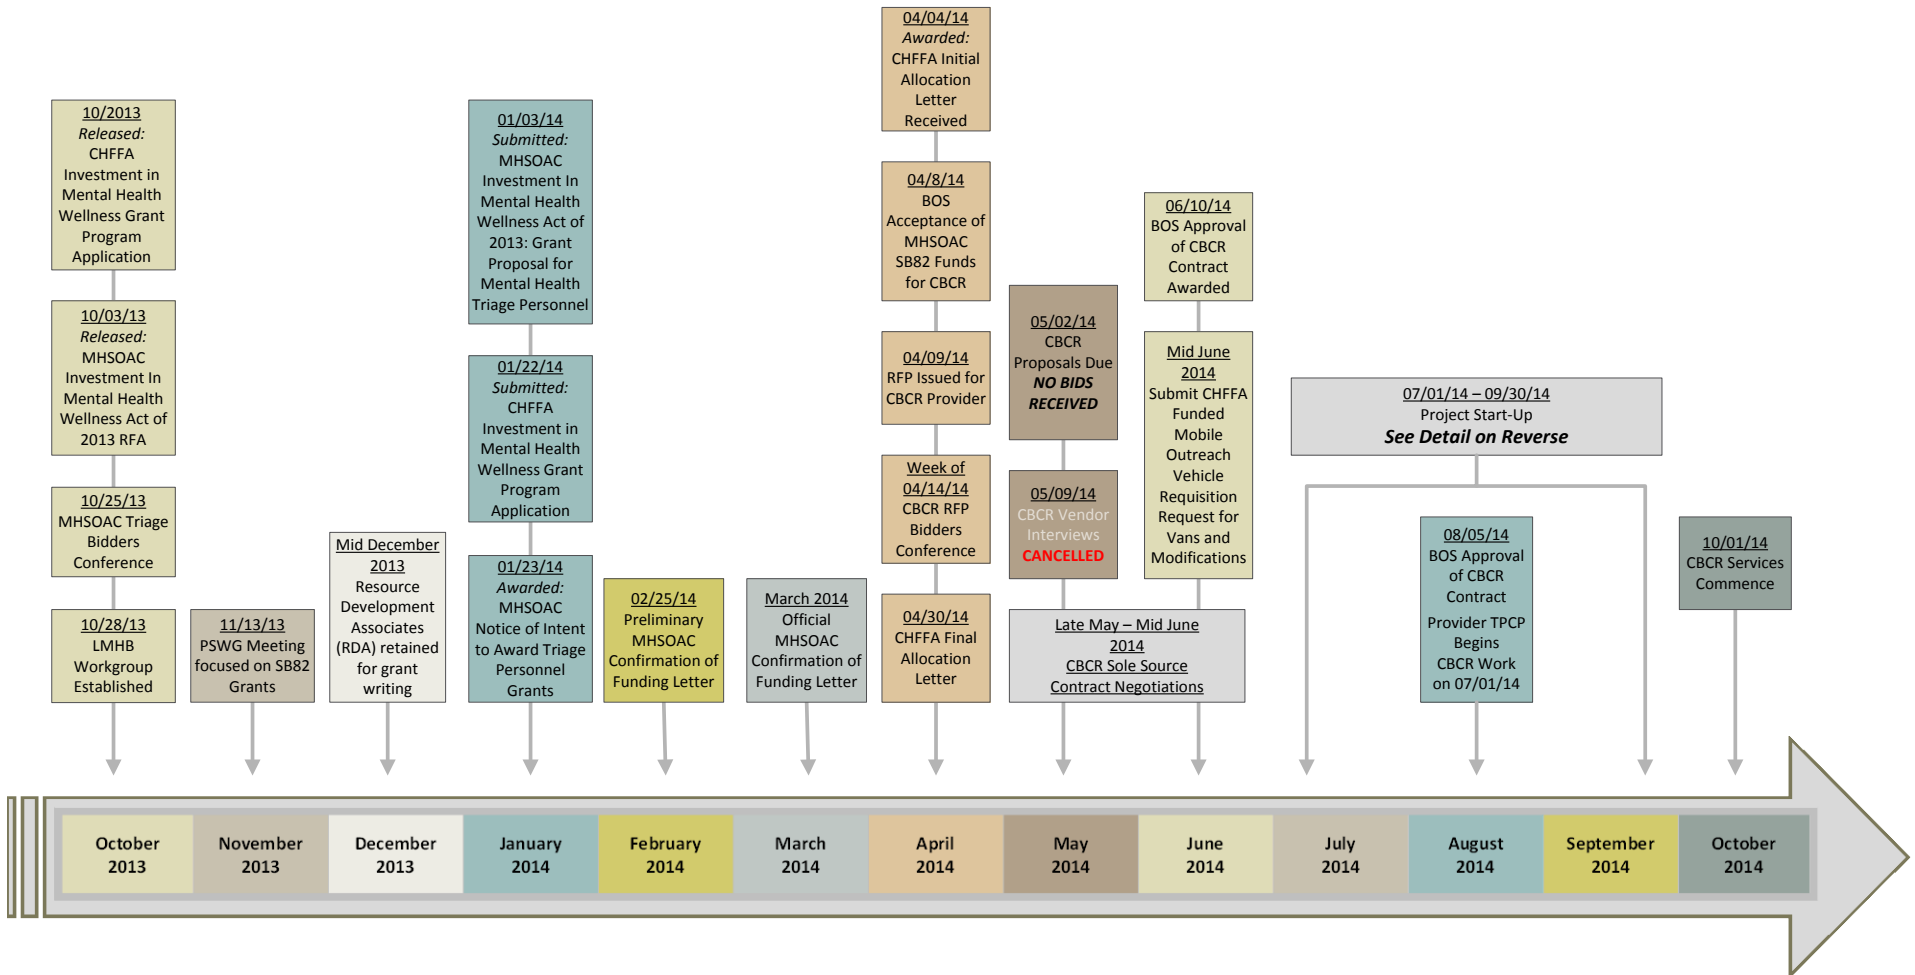 10/2013
Released:
CHFFA
Investment in
Mental Health
Wellness Grant
Program
Application
10/03/13
Released:
MHSOAC
Investment In
Mental Health
Wellness Act of
2013 RFA
10/25/13
MHSOAC Triage
Bidders
Conference
10/28/13
LMHB
Workgroup
Established
11/13/13
PSWG Meeting
focused on SB82
Grants
Mid December
2013
Resource
Development
Associates
(RDA) retained
for grant
writing
01/03/14
Submitted:
MHSOAC
Investment In
Mental Health
Wellness Act of
2013: Grant
Proposal for
Mental Health
Triage Personnel
01/22/14
Submitted:
CHFFA
Investment in
Mental Health
Wellness Grant
Program
Application
01/23/14
Awarded:
MHSOAC
Notice of Intent
to Award Triage
Personnel
Grants
02/25/14
Preliminary
MHSOAC
Confirmation of
Funding Letter
March 2014
Official
MHSOAC
Confirmation of
Funding Letter
04/04/14
Awarded:
CHFFA Initial
Allocation
Letter
Received
04/8/14
BOS
Acceptance of
MHSOAC
SB82 Funds
for CBCR
04/09/14
RFP Issued for
CBCR Provider
Week of
04/14/14
CBCR RFP
Bidders
Conference
04/30/14
CHFFA Final
Allocation
Letter
05/02/14
CBCR
Proposals Due
NO BIDS
RECEIVED
05/09/14
CBCR Vendor
Interviews
CANCELLED
Late May – Mid June
2014
CBCR Sole Source
Contract Negotiations
06/10/14
BOS Approval
of CBCR
Contract
Awarded
Mid June
2014
Submit CHFFA
Funded
Mobile
Outreach
Vehicle
Requisition
Request for
Vans and
Modifications
07/01/14 – 09/30/14
Project Start-Up
See Detail on Reverse
08/05/14
BOS Approval
of CBCR
Contract
Provider TPCP
Begins
CBCR Work
on 07/01/14
10/01/14
CBCR Services
Commence
October
2013
November
2013
December
2013
January
2014
February
2014
March
2014
April
2014
May
2014
June
2014
July
2014
August
2014
September
2014
October
2014